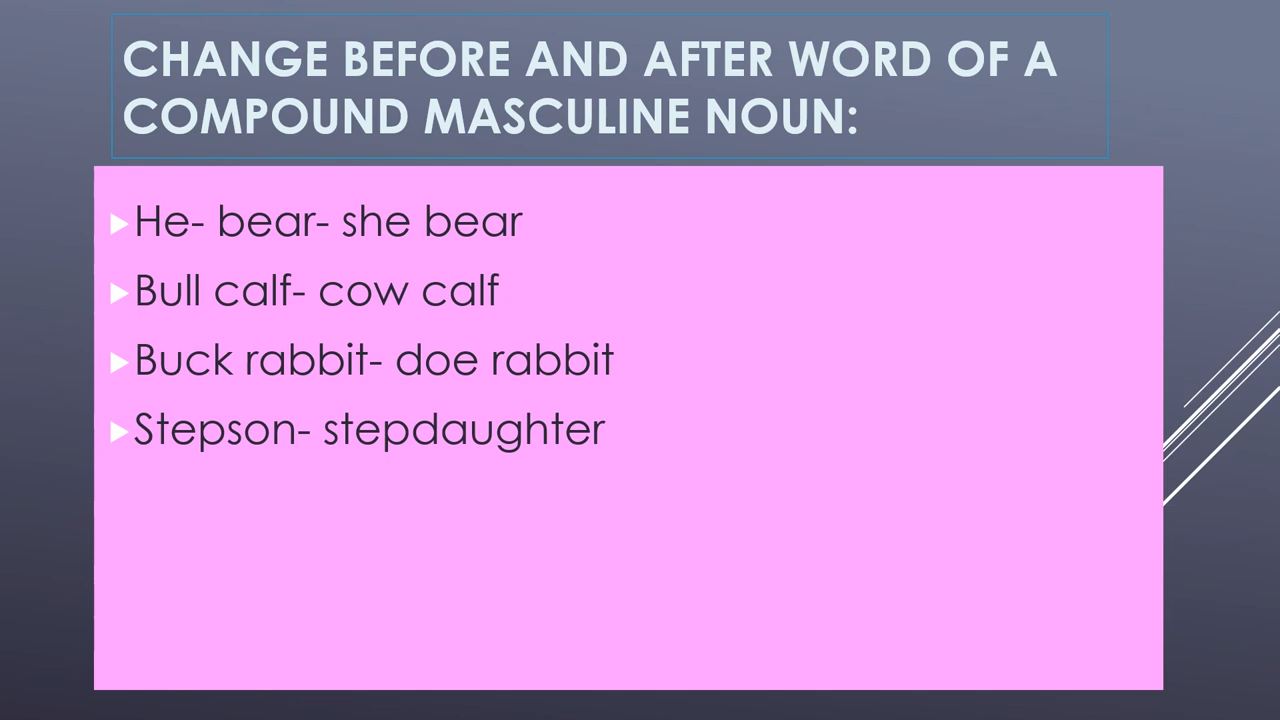 CHANGE BEFORE AND AFTER WORD OF A
COMPOUND MASCULINE NOUN:
He- bear- she bear
Bull calf- cow calf
Buck rabbit- doe rabbit
Stepson- stepdaughter